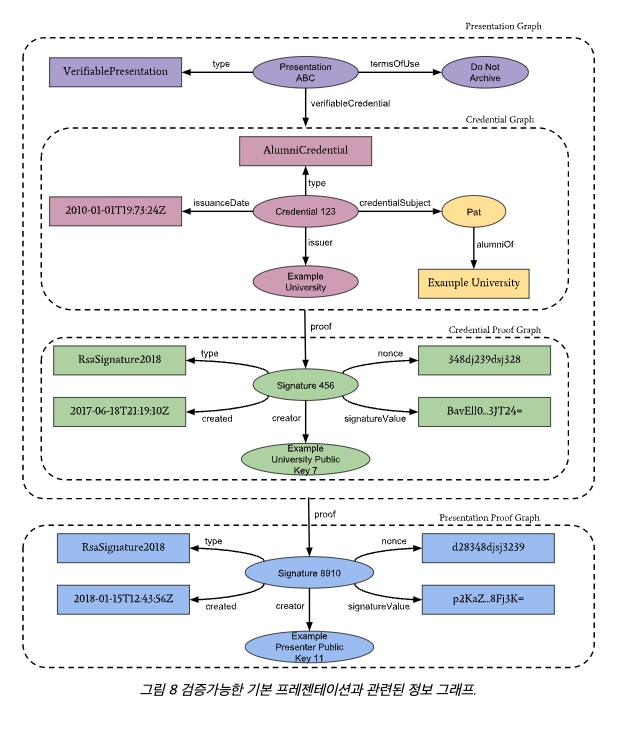 Presentation Graph
VerifiablePresentation
type
Presentation
ABC
termsOfUse
Do Not
Archive
verifiableCredential
Credential Graph
AlumniCredential
type
2010-01-01T19:73:24Z
issuanceDate
Credential 123
credentialSubject
Pat
issuer
alumniOf
Example
University
Example University
proof
Credential Proof Graph
RsaSignature2018
type
nonce
348dj239dsj328
Signature 456
2017-06-18T21:19:10Z
created
creator
signatureValue
BavEll0...3JT24=
Example
University Public
Key 7
proof
Presentation Proof Graph
RsaSignature2018
type
nonce
d28348djsj3239
Signature 8910
2018-01-15T12:43:56Z
created
creator
signatureValue
p2KaZ...8Fj3K=
Example
Presenter Public
Key 11
그림 8 검증가능한 기본 프레젠테이션과 관련된 정보 그래프.